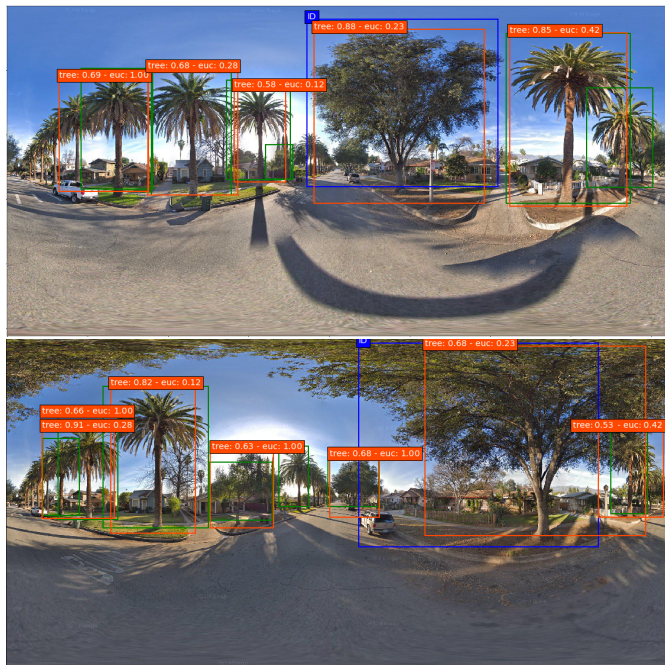 ID
tree: 0.88 - euc: 0.23
tree: 0.85 - euc: 0.42
tree: 0.68 - euc: 0.28
tree: 0.69 - euc: 1.00
tree: 0.58 - euc: 0.12
ID
tree: 0.68 - euc: 0.23
tree: 0.82 - euc: 0.12
tree: 0.66 - euc: 1.00
tree: 0.91 - euc: 0.28
tree: 0.53 - euc: 0.42
tree: 0.63 - euc: 1.00
tree: 0.68 - euc: 1.00